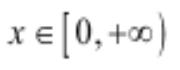 x ∈ [0, +∞)